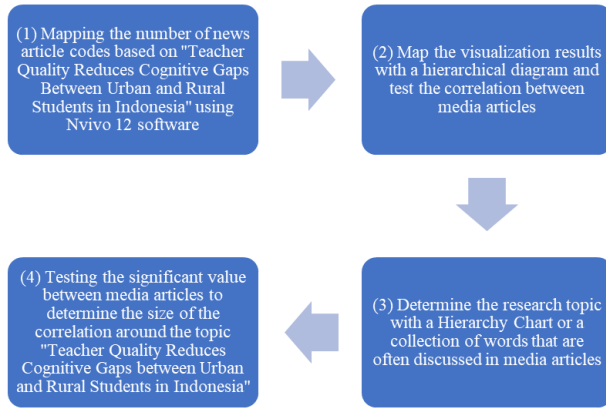 (1) Mapping the number of news
article codes based on "Teacher
Quality Reduces Cognitive Gaps
Between Urban and Rural
Students in Indonesia" using
Nvivo 12 software
(2) Map the visualization results
with a hierarchical diagram and
test the correlation between
media articles
(3) Determine the research topic
with a Hierarchy Chart or a
collection of words that are
often discussed in media articles
(4) Testing the significant value
between media articles to
determine the size of the
correlation around the topic
"Teacher Quality Reduces
Cognitive Gaps between Urban
and Rural Students in Indonesia"